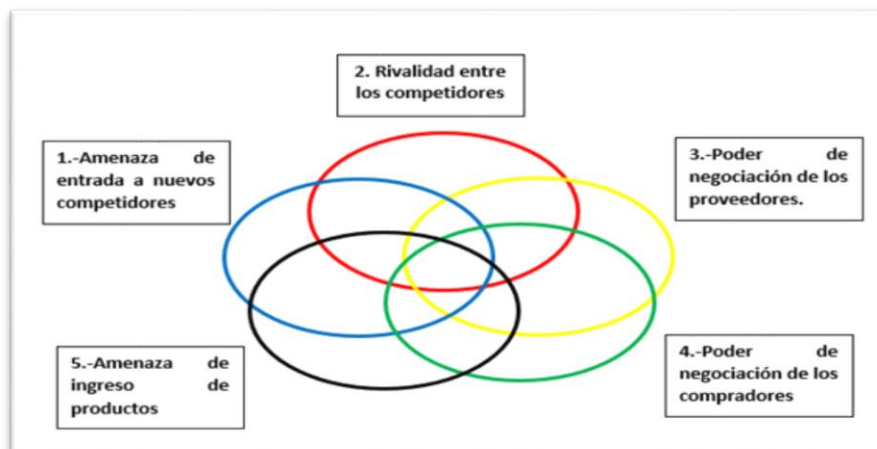 2. Rivalidad entre
los competidores
1.-Amenaza de
entrada a nuevos
competidores
3.-Poder de
negociación de los
proveedores.
5.-Amenaza de
ingreso de
productos
4.-Poder de
negociación de los
compradores